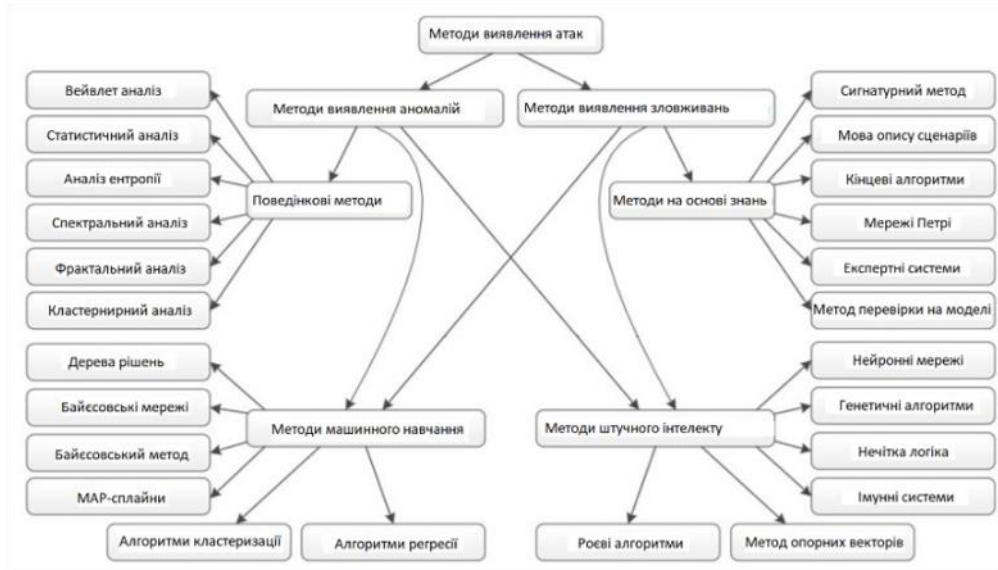 Методи виявлення атак
Методи виявлення аномалій
Методи виявлення зловживань
Вейвлет аналіз
Статистичний аналіз
Аналіз ентропії
Спектральний аналіз
Фрактальний аналіз
Кластернирий аналіз
Поведінкові методи
Методи на основі знань
Сигнатурний метод
Мова опису сценаріїв
Кінцеві алгоритми
Мережі Петрі
Експертні системи
Метод перевірки на моделі
Дерева рішень
Байєсовські мережі
Байєсовський метод
МАР-сплайни
Методи машинного навчання
Методи штучного інтелекту
Нейронні мережі
Генетичні алгоритми
Нечітка логіка
Імунні системи
Алгоритми кластеризації
Алгоритми регресії
Роєві алгоритми
Метод опорних векторів